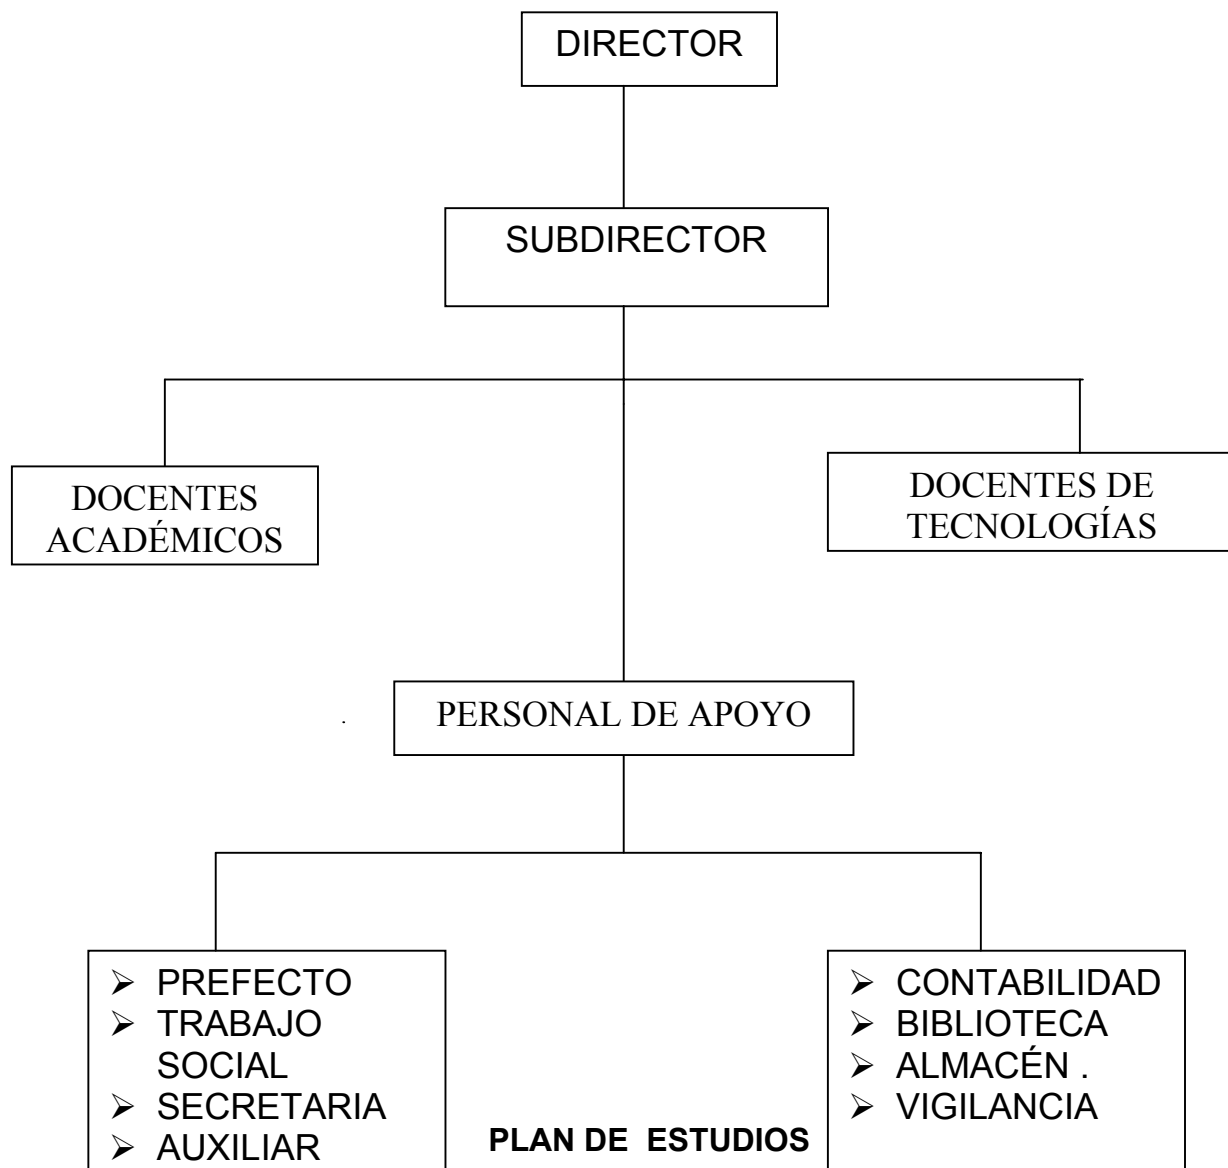 DIRECTOR
SUBDIRECTOR
DOCENTES
ACADÉMICOS
DOCENTES DE
TECNOLOGÍAS
.
PERSONAL DE APOYO
➢ PREFECTO
➢ TRABAJO
SOCIAL
➢ SECRETARIA
➢ AUXILIAR
➢ CONTABILIDAD
➢ BIBLIOTECA
➢ ALMACÉN .
➢ VIGILANCIA
PLAN DE  ESTUDIOS